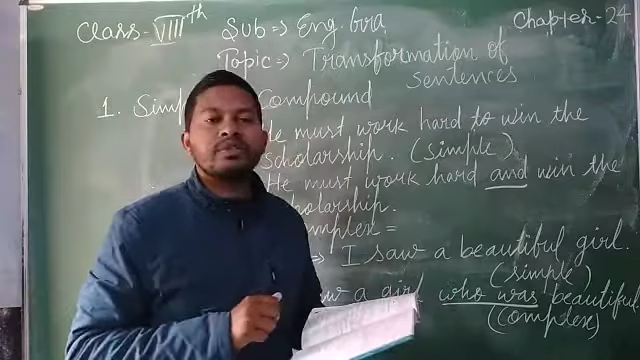 Class-VIIIth Sub => Eng. Gra. Chapter-24
Topic => Transformation of
sentences
1. Simp Compound
He must work hard to win the
scholarship. (simple)
He must work hard and win the
holarship.
omplex =
=> I saw a beautiful girl.
(simple)
w a girl who was beautiful.
(complex)